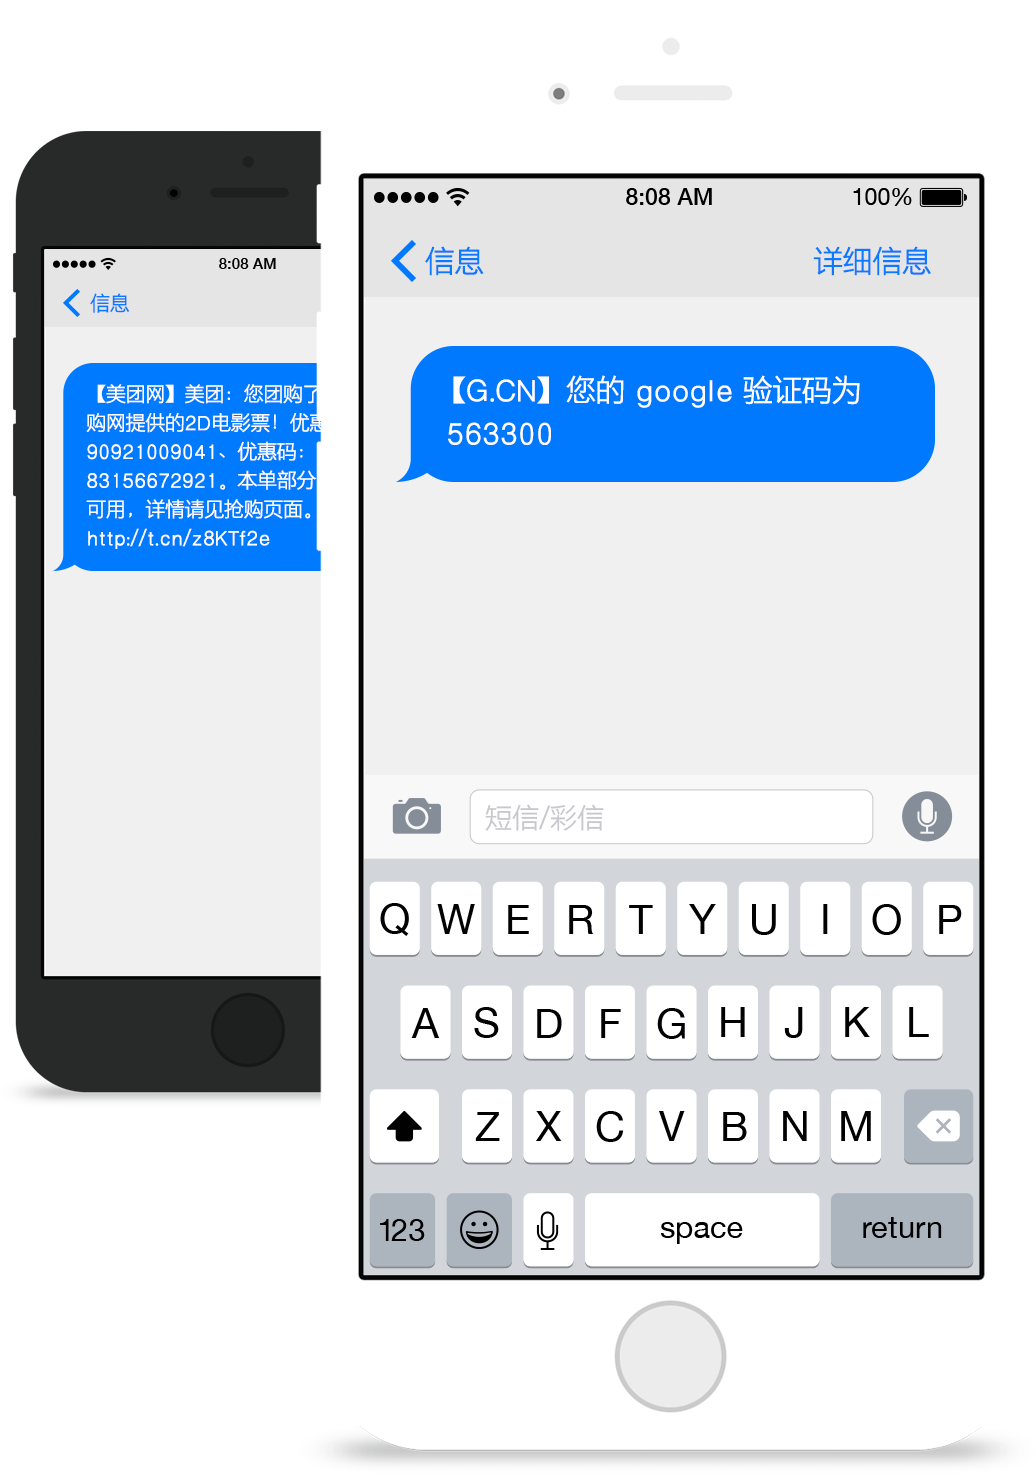 8:08 AM
信息
【美团网】美团：您团购了
购网提供的2D电影票！优惠
90921009041、优惠码：
83156672921。本单部分
可用，详情请见抢购页面。
http://t.cn/z8KTf2e
8:08 AM 100%
信息 详细信息
【G.CN】您的 google 验证码为
563300
短信/彩信
Q W E R T Y U I O P
A S D F G H J K L
Z X C V B N M
123 space return